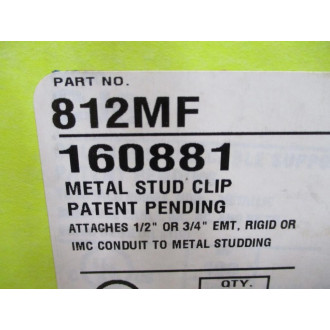 PART NO.
812MF
160881
METAL STUD CLIP
PATENT PENDING
ATTACHES 1/2" OR 3/4" EMT, RIGID OR
IMC CONDUIT TO METAL STUDDING
QTY.